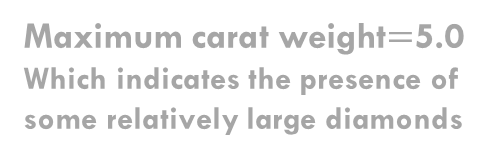 Maximum carat weight=5.0
Which indicates the presence of
some relatively large diamonds